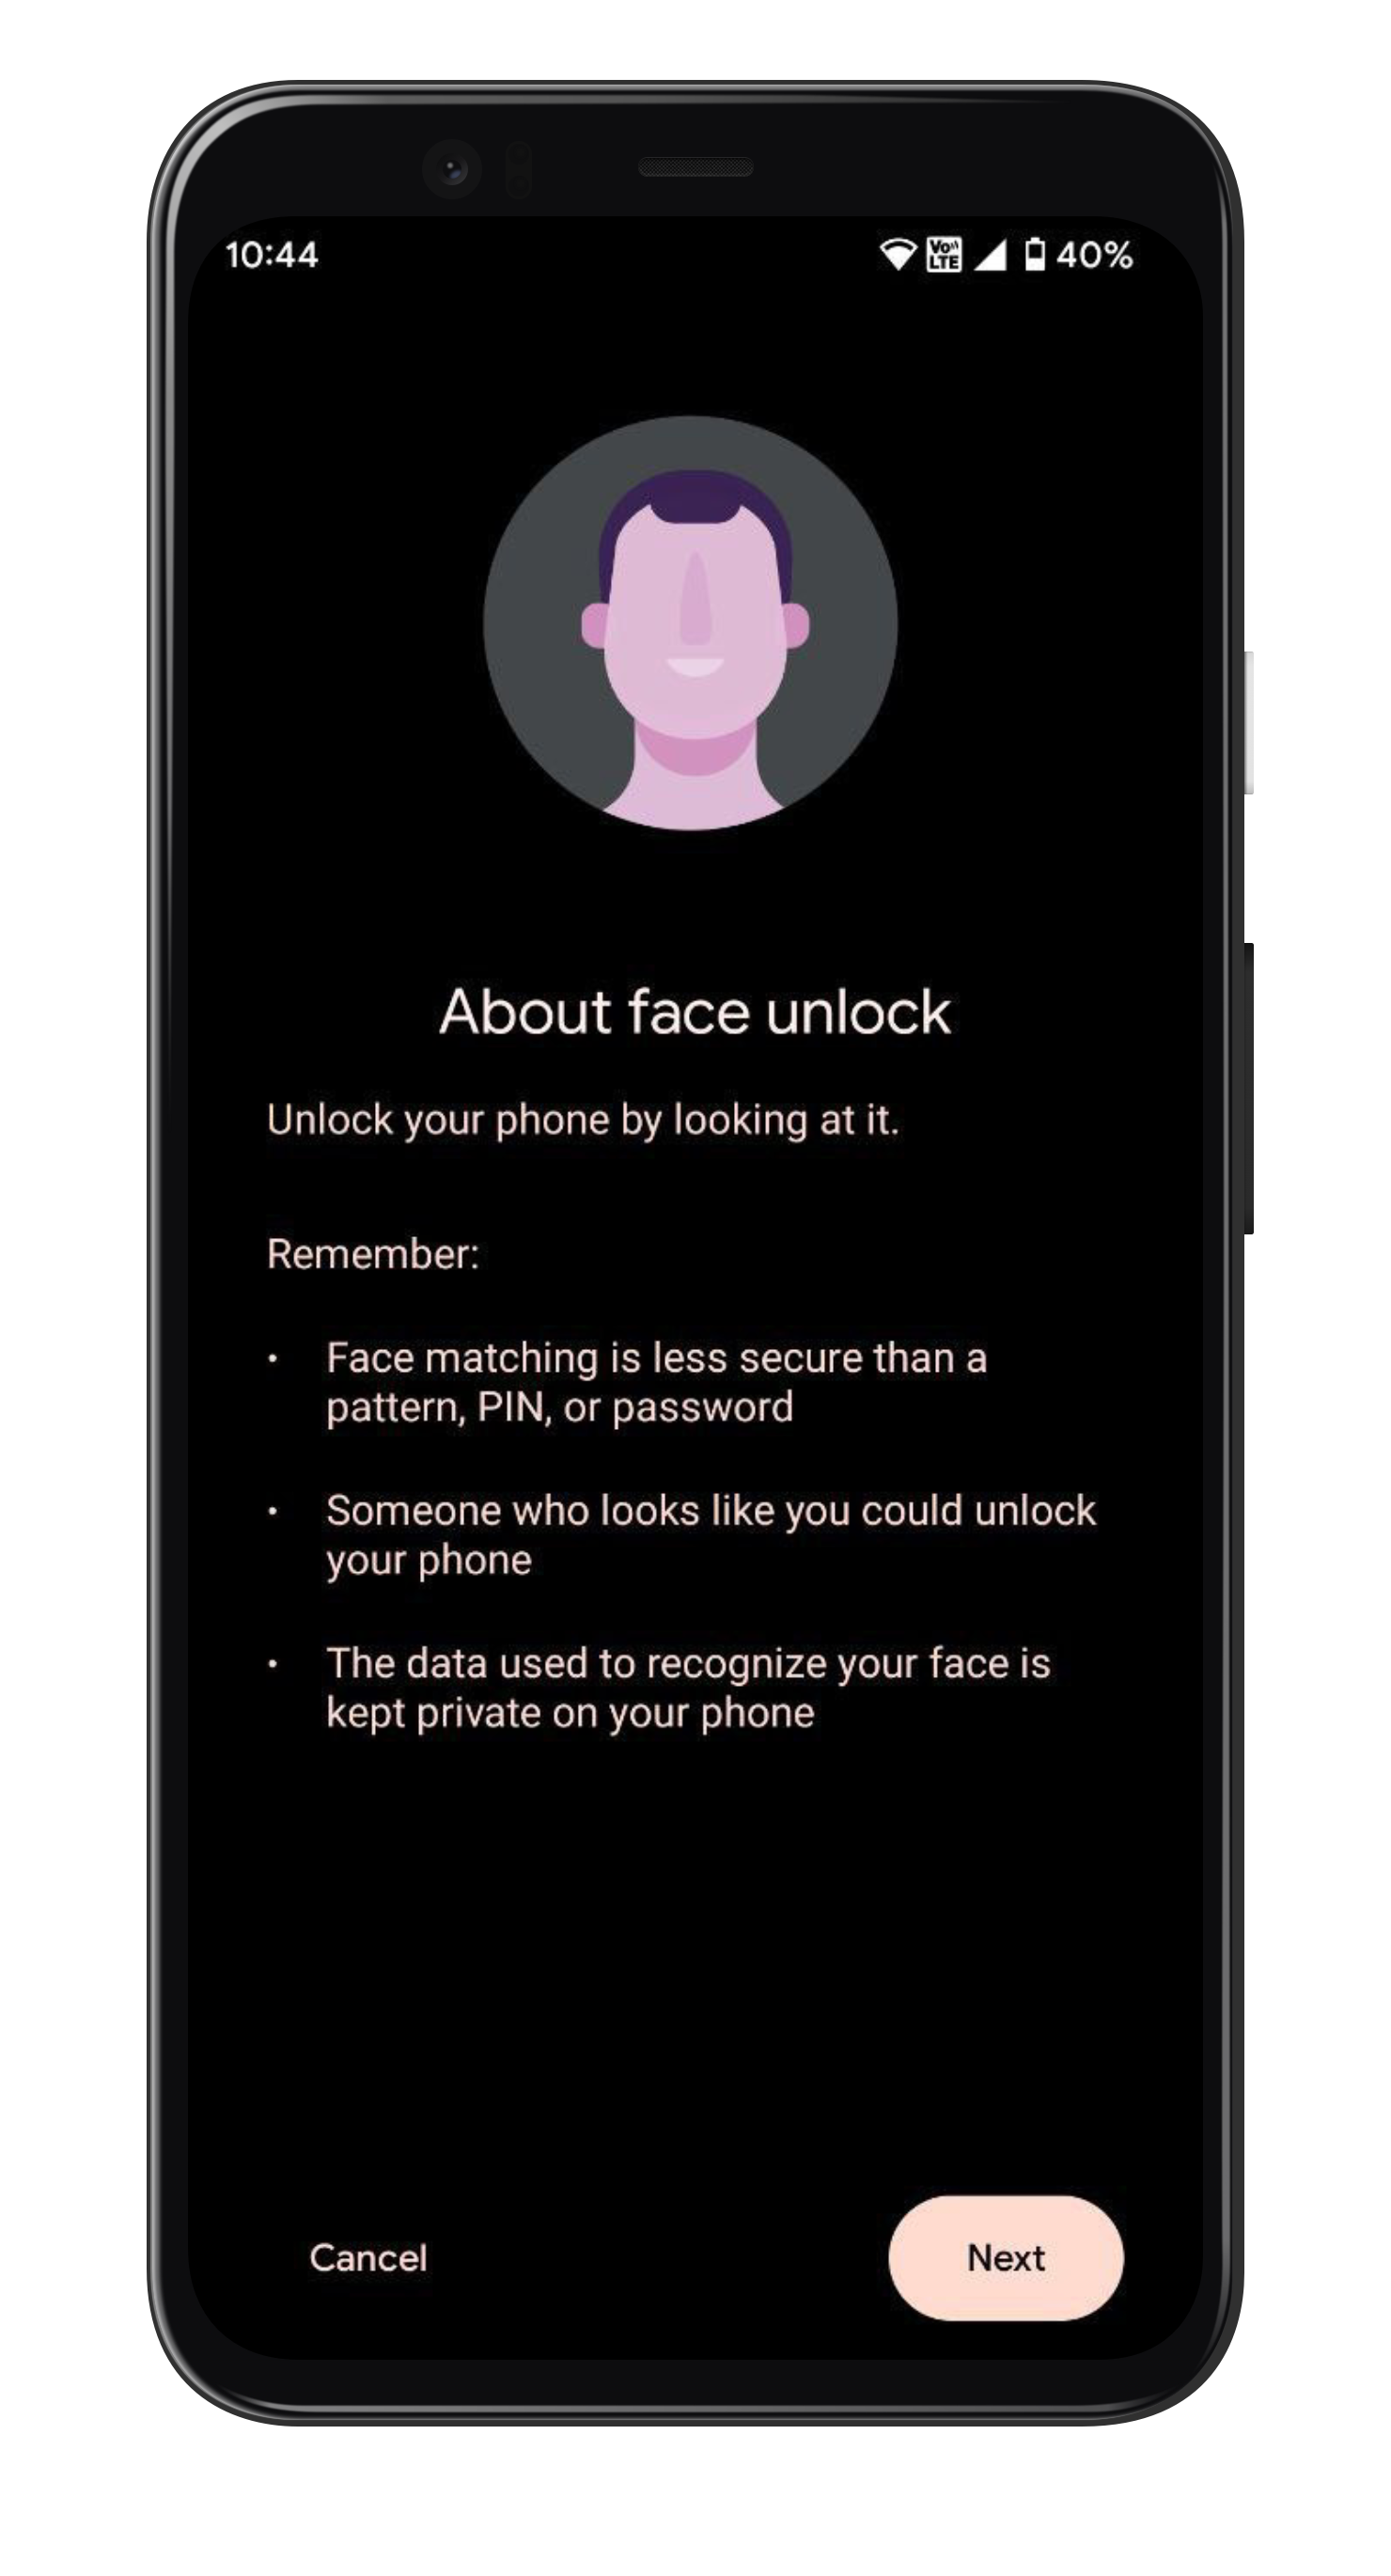 10:44
Vo))
LTE
40%
About face unlock
Unlock your phone by looking at it.
Remember:
• Face matching is less secure than a
pattern, PIN, or password
• Someone who looks like you could unlock
your phone
• The data used to recognize your face is
kept private on your phone
Cancel
Next